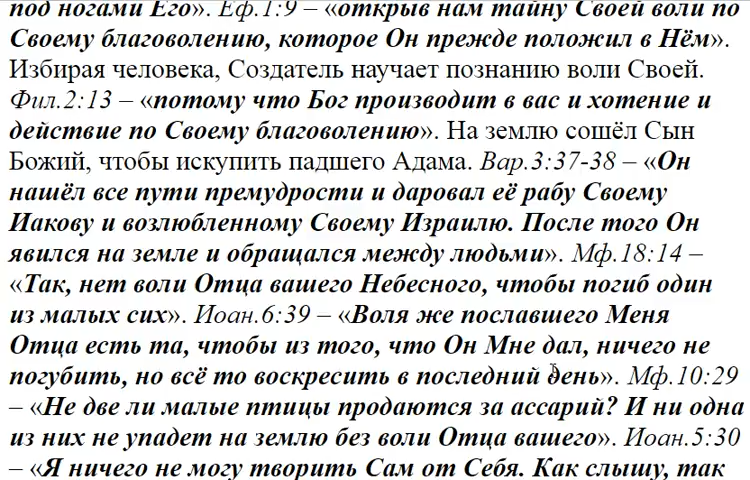 под ногами Его». Еф.1:9 – «открыв нам тайну Своей воли по
Своему благоволению, которое Он прежде положил в Нём».
Избирая человека, Создатель научает познанию воли Своей.
Фил.2:13 – «потому что Бог производит в вас и хотение и
действие по Своему благоволению». На землю сошёл Сын
Божий, чтобы искупить падшего Адама. Вар.3:37-38 – «Он
нашёл все пути премудрости и даровал её рабу Своему
Иакову и возлюбленному Своему Израилю. После того Он
явился на земле и обращался между людьми». Мф.18:14 –
«Так, нет воли Отца вашего Небесного, чтобы погиб один
из малых сих». Иоан.6:39 – «Воля же пославшего Меня
Отца есть та, чтобы из того, что Он Мне дал, ничего не
погубить, но всё то воскресить в последний день». Мф.10:29
– «Не две ли малые птицы продаются за ассарий? И ни одна
из них не упадет на землю без воли Отца вашего». Иоан.5:30
– «Я ничего не могу творить Сам от Себя. Как слышу, так